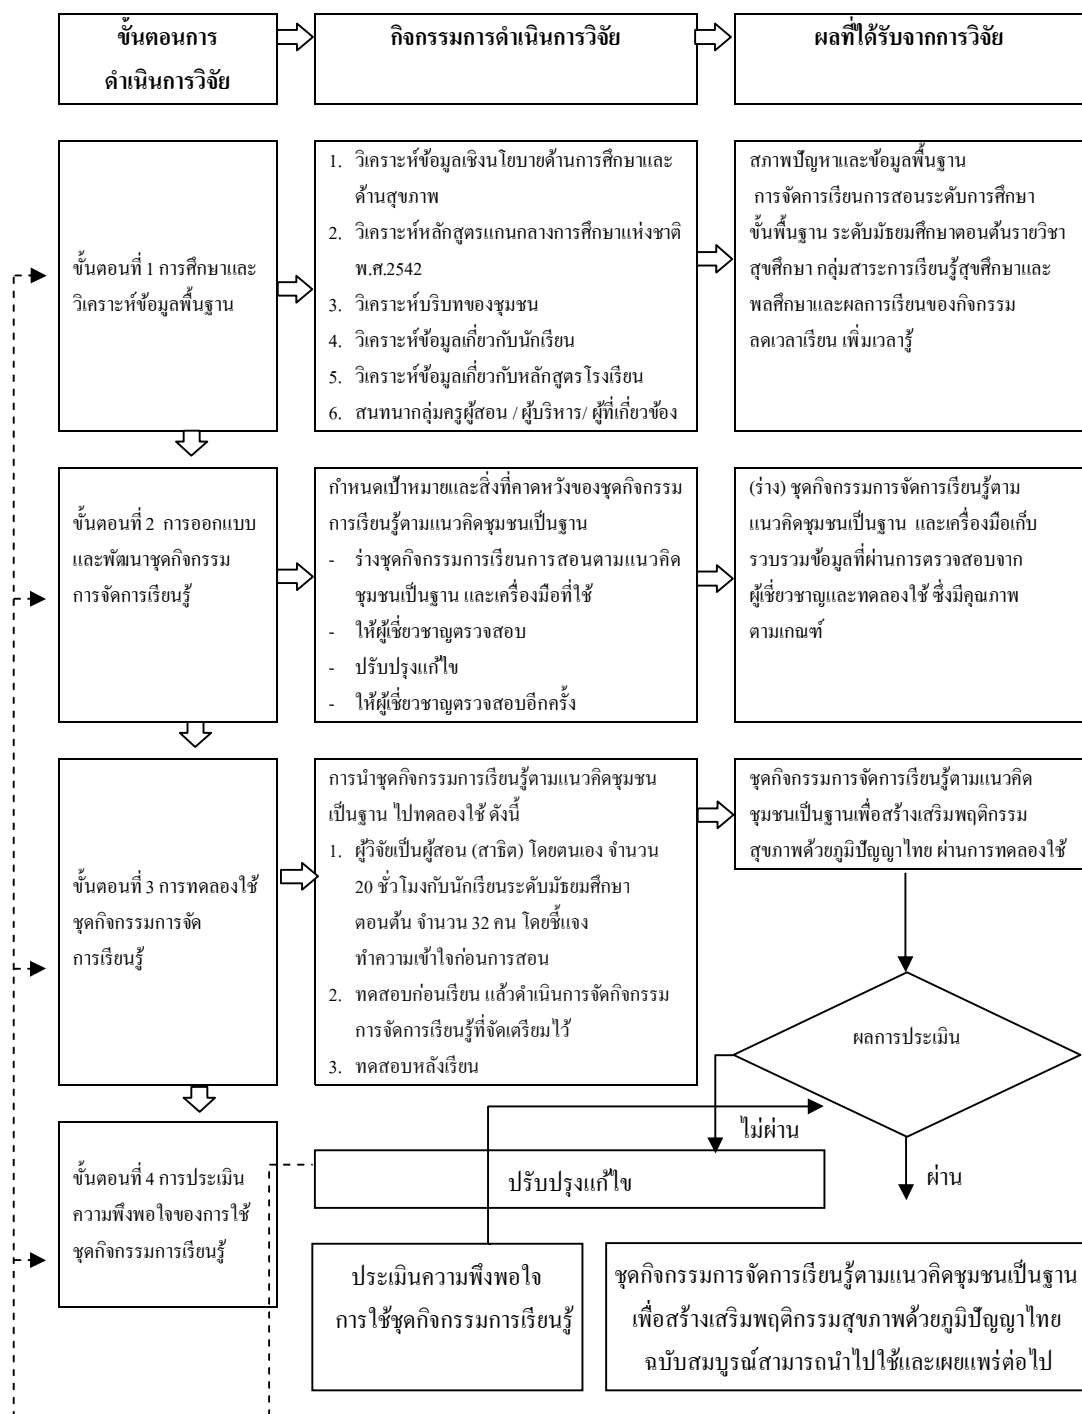 ขั้นตอนการ
ดำเนินการวิจัย
กิจกรรมการดำเนินการวิจัย
ผลที่ได้รับจากการวิจัย
ขั้นตอนที่ 1 การศึกษาและ
วิเคราะห์ข้อมูลพื้นฐาน
1. วิเคราะห์ข้อมูลเชิงนโยบายด้านการศึกษาและ
ด้านสุขภาพ
2. วิเคราะห์หลักสูตรแกนกลางการศึกษาแห่งชาติ
พ.ศ.2542
3. วิเคราะห์บริบทของชุมชน
4. วิเคราะห์ข้อมูลเกี่ยวกับนักเรียน
5. วิเคราะห์ข้อมูลเกี่ยวกับหลักสูตรโรงเรียน
6. สนทนากลุ่มครูผู้สอน / ผู้บริหาร/ ผู้ที่เกี่ยวข้อง
สภาพปัญหาและข้อมูลพื้นฐาน
การจัดการเรียนการสอนระดับการศึกษา
ขั้นพื้นฐาน ระดับมัธยมศึกษาตอนต้นรายวิชา
สุขศึกษา กลุ่มสาระการเรียนรู้สุขศึกษาและ
พลศึกษาและผลการเรียนของกิจกรรม
ลดเวลาเรียน เพิ่มเวลารู้
ขั้นตอนที่ 2 การออกแบบ
และพัฒนาชุดกิจกรรม
การจัดการเรียนรู้
กำหนดเป้าหมายและสิ่งที่คาดหวังของชุดกิจกรรม
การเรียนรู้ตามแนวคิดชุมชนเป็นฐาน
- ร่างชุดกิจกรรมการเรียนการสอนตามแนวคิด
ชุมชนเป็นฐาน และเครื่องมือที่ใช้
- ให้ผู้เชี่ยวชาญตรวจสอบ
- ปรับปรุงแก้ไข
- ให้ผู้เชี่ยวชาญตรวจสอบอีกครั้ง
(ร่าง) ชุดกิจกรรมการจัดการเรียนรู้ตาม
แนวคิดชุมชนเป็นฐาน และเครื่องมือเก็บ
รวบรวมข้อมูลที่ผ่านการตรวจสอบจาก
ผู้เชี่ยวชาญและทดลองใช้ ซึ่งมีคุณภาพ
ตามเกณฑ์
ขั้นตอนที่ 3 การทดลองใช้
ชุดกิจกรรมการจัด
การเรียนรู้
การนำชุดกิจกรรมการเรียนรู้ตามแนวคิดชุมชน
เป็นฐาน ไปทดลองใช้ ดังนี้
1. ผู้วิจัยเป็นผู้สอน (สาธิต) โดยตนเอง จำนวน
20 ชั่วโมงกับนักเรียนระดับมัธยมศึกษา
ตอนต้น จำนวน 32 คน โดยชี้แจง
ทำความเข้าใจก่อนการสอน
2. ทดสอบก่อนเรียน แล้วดำเนินการจัดกิจกรรม
การจัดการเรียนรู้ที่จัดเตรียมไว้
3. ทดสอบหลังเรียน
ชุดกิจกรรมการจัดการเรียนรู้ตามแนวคิด
ชุมชนเป็นฐานเพื่อสร้างเสริมพฤติกรรม
สุขภาพด้วยภูมิปัญญาไทย ผ่านการทดลองใช้
ผลการประเมิน
ไม่ผ่าน
ผ่าน
ขั้นตอนที่ 4 การประเมิน
ความพึงพอใจของการใช้
ชุดกิจกรรมการเรียนรู้
ปรับปรุงแก้ไข
ประเมินความพึงพอใจ
การใช้ชุดกิจกรรมการเรียนรู้
ชุดกิจกรรมการจัดการเรียนรู้ตามแนวคิดชุมชนเป็นฐาน
เพื่อสร้างเสริมพฤติกรรมสุขภาพด้วยภูมิปัญญาไทย
ฉบับสมบูรณ์สามารถนำไปใช้และเผยแพร่ต่อไป